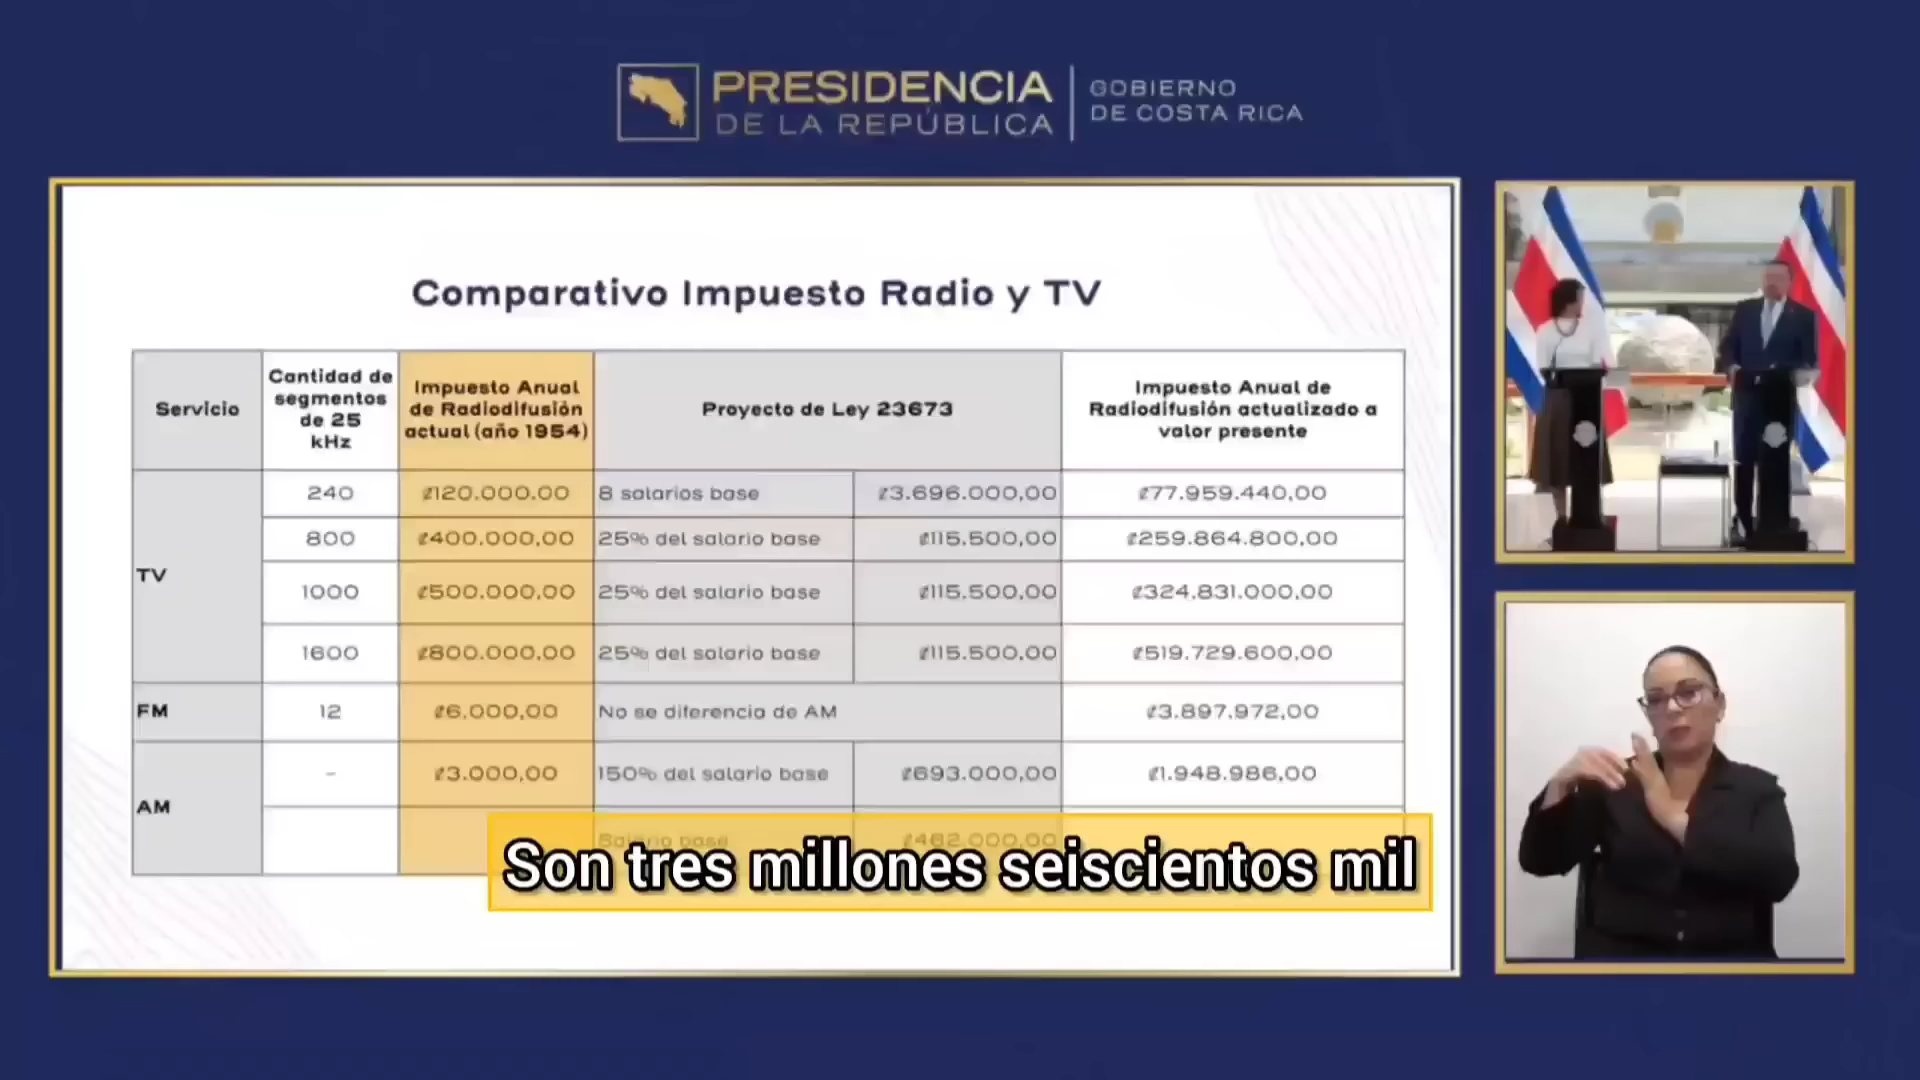 PRESIDENCIA
DE LA REPÚBLICA
GOBIERNO
DE COSTA RICA
Comparativo Impuesto Radio y TV
Servicio
Cantidad de
segmentos
de 25
kHz
Impuesto Anual
de Radiodifusión
actual (año 1954)
Proyecto de Ley 23673
Impuesto Anual de
Radiodifusión actualizado a
valor presente
TV
240 ₡120.000,00 8 salarios base ₡3.696.000,00 ₡77.959.440,00
800 ₡400.000,00 25% del salario base ₡115.500,00 ₡259.864.800,00
1000 ₡500.000,00 25% del salario base ₡115.500,00 ₡324.831.000,00
1600 ₡800.000,00 25% del salario base ₡115.500,00 ₡519.729.600,00
FM 12 ₡6.000,00 No se diferencia de AM ₡3.897.972,00
AM
- ₡3.000,00 150% del salario base ₡693.000,00 ₡1.948.986,00
Salario base ₡462.000,00
Son tres millones seiscientos mil